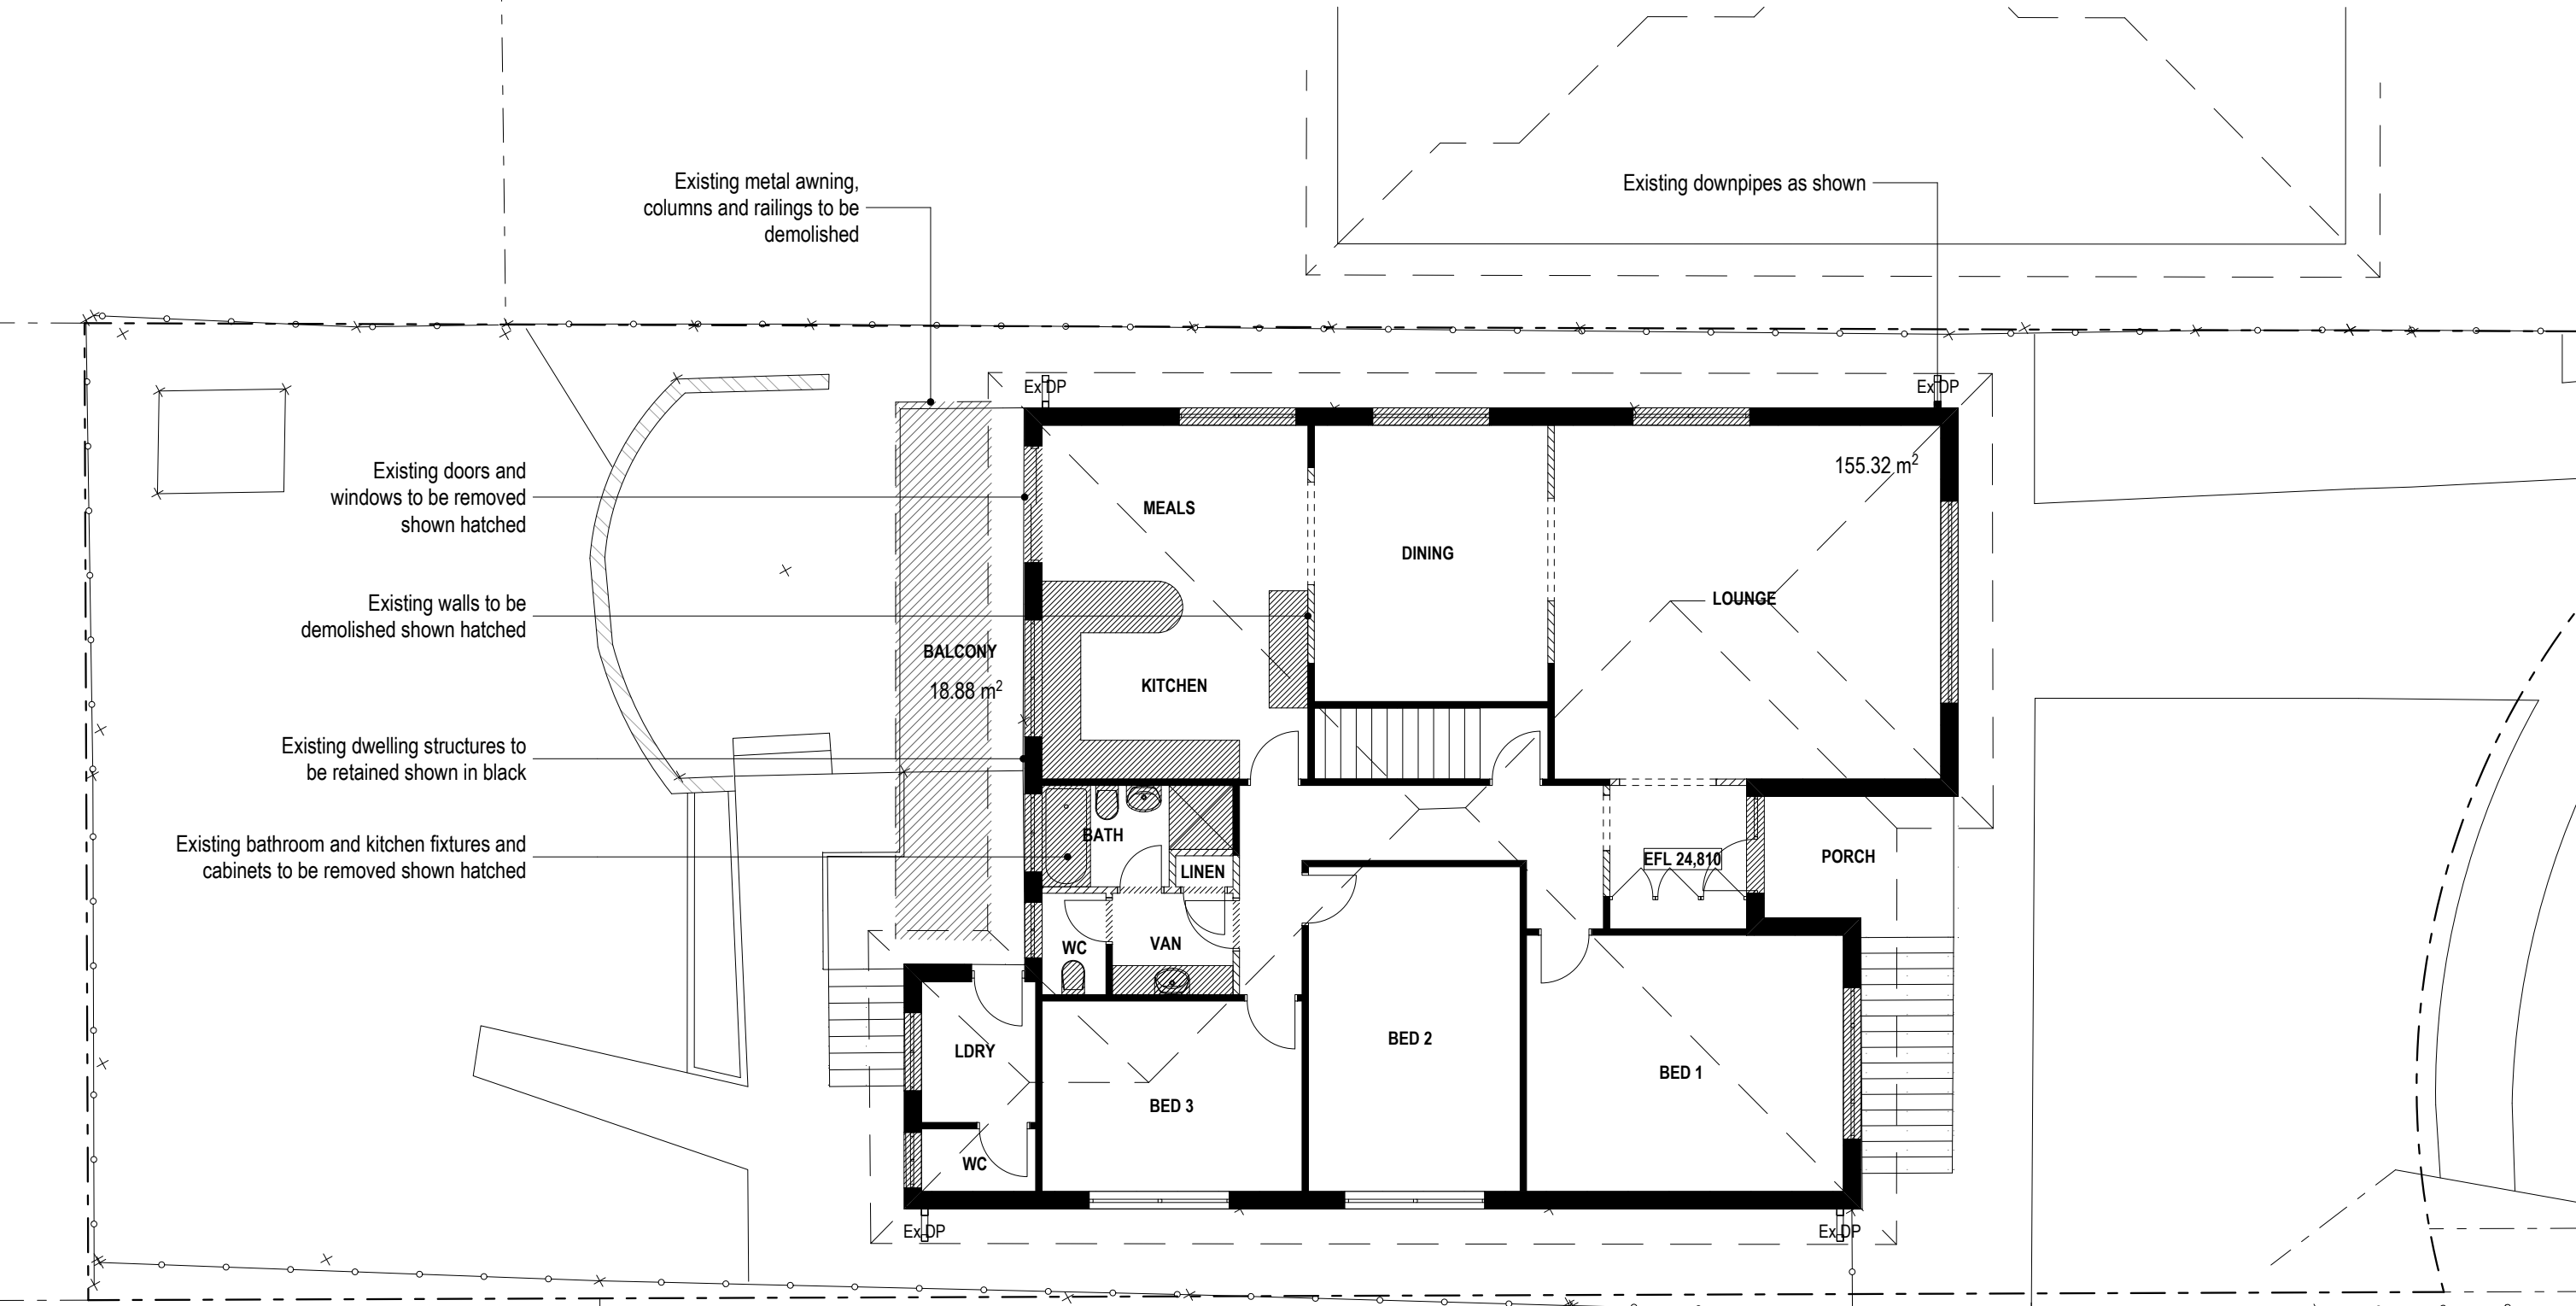 Existing metal awning,
columns and railings to be
demolished
Existing downpipes as shown
Ex DP
Ex DP
Existing doors and
windows to be removed
shown hatched
155.32 m²
MEALS
DINING
LOUNGE
Existing walls to be
demolished shown hatched
BALCONY
18.88 m²
KITCHEN
Existing dwelling structures to
be retained shown in black
Existing bathroom and kitchen fixtures and
cabinets to be removed shown hatched
BATH
LINEN
EFL 24,810
PORCH
WC
VAN
LDRY
BED 2
BED 1
BED 3
WC
Ex DP
Ex DP